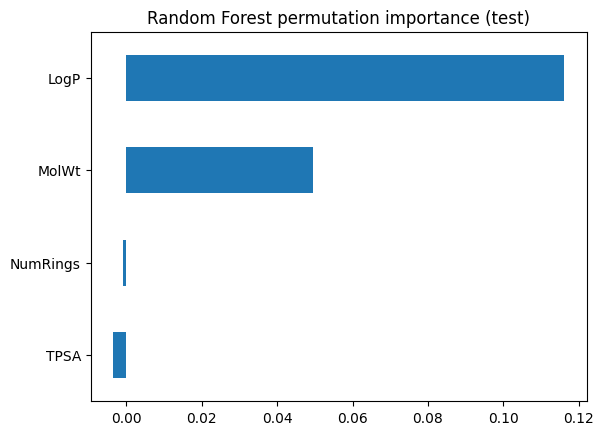 Random Forest permutation importance (test)
LogP
MolWt
NumRings
TPSA
0.00 0.02 0.04 0.06 0.08 0.10 0.12